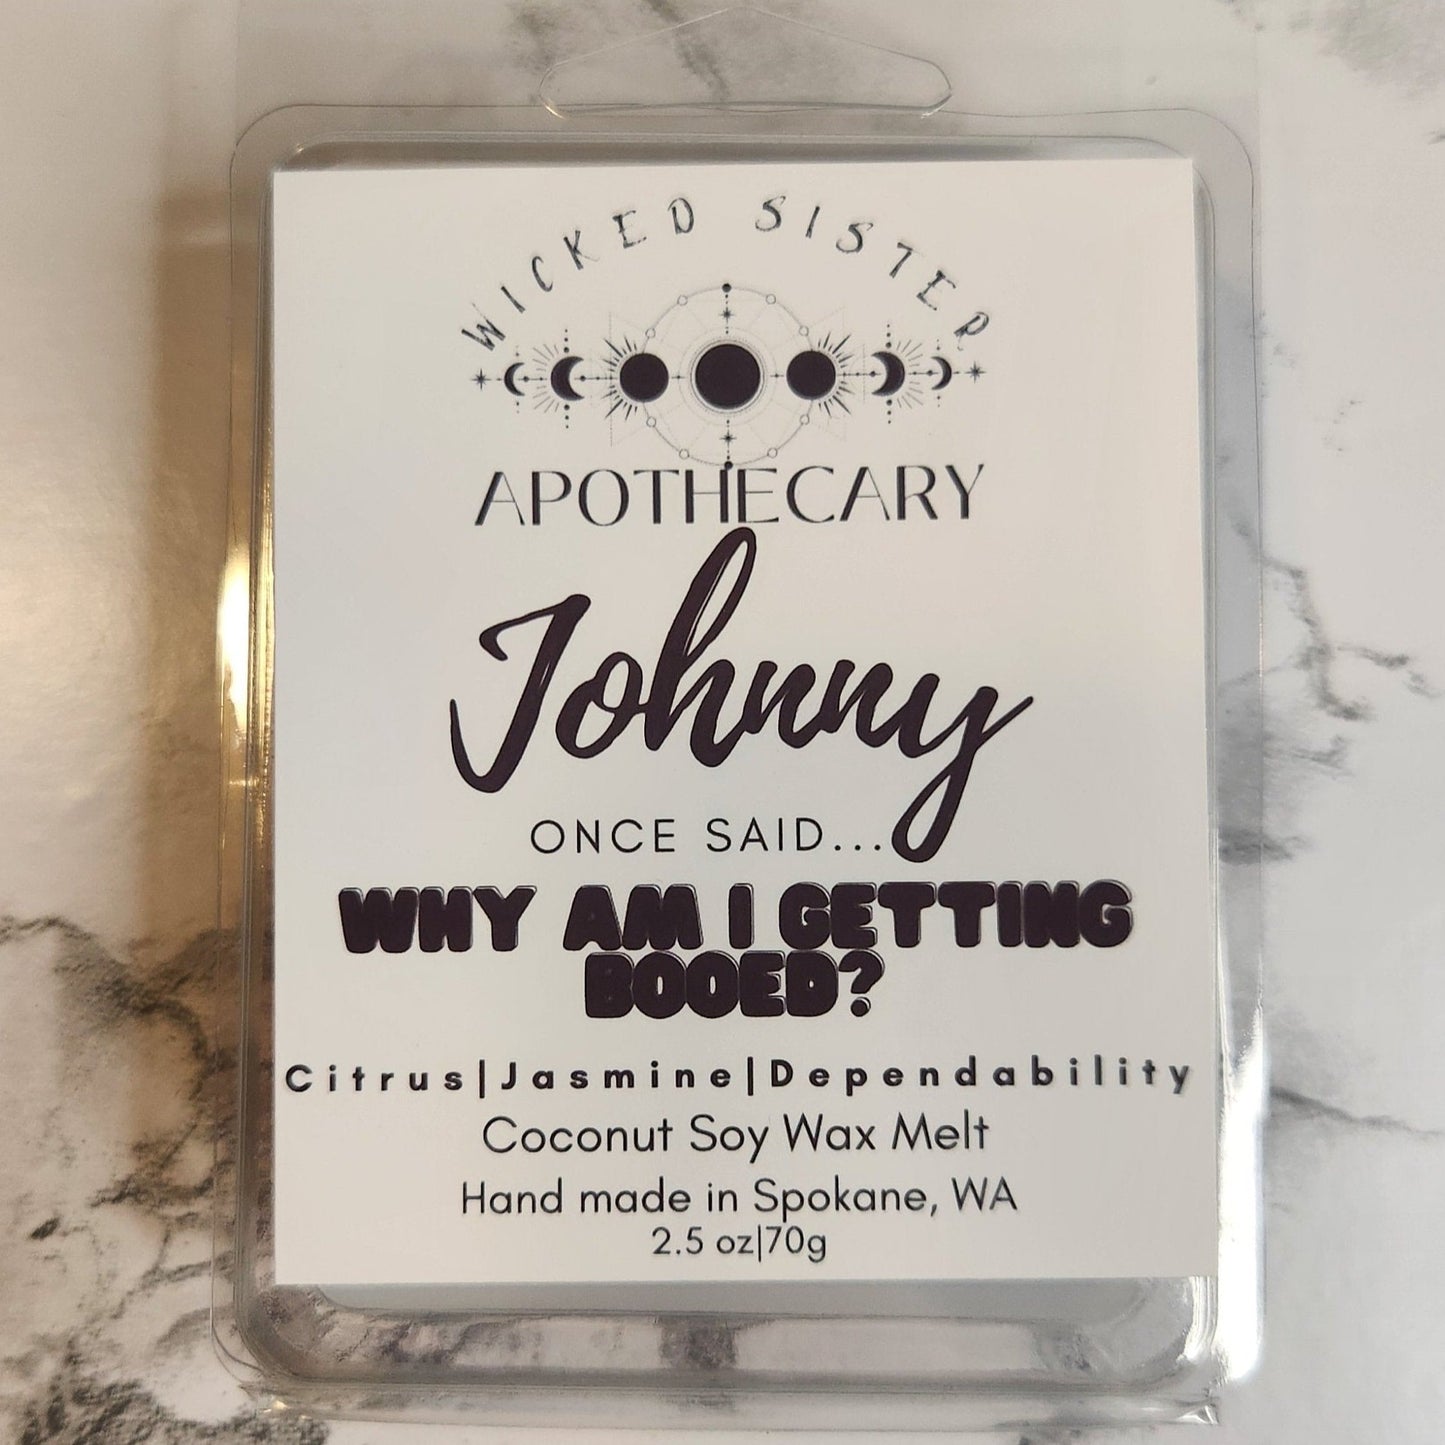 WICKED SISTER
APOTHECARY
Johnny
ONCE SAID...
WHY AM I GETTING
BOOED?
Citrus|Jasmine|Dependability
Coconut Soy Wax Melt
Hand made in Spokane, WA
2.5 oz|70g